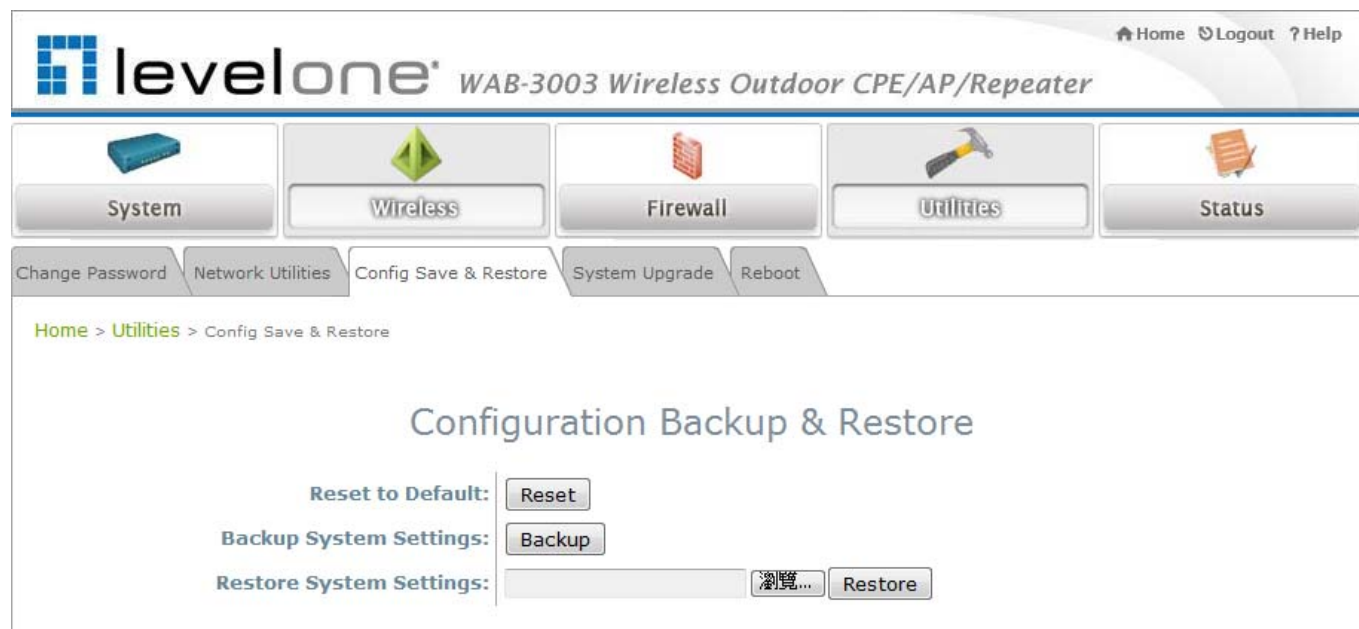 Home Logout ? Help
levelone WAB-3003 Wireless Outdoor CPE/AP/Repeater
System Wireless Firewall Utilities Status
Change Password Network Utilities Config Save & Restore System Upgrade Reboot
Home > Utilities > Config Save & Restore
Configuration Backup & Restore
Reset to Default: Reset
Backup System Settings: Backup
Restore System Settings: 瀏覽... Restore